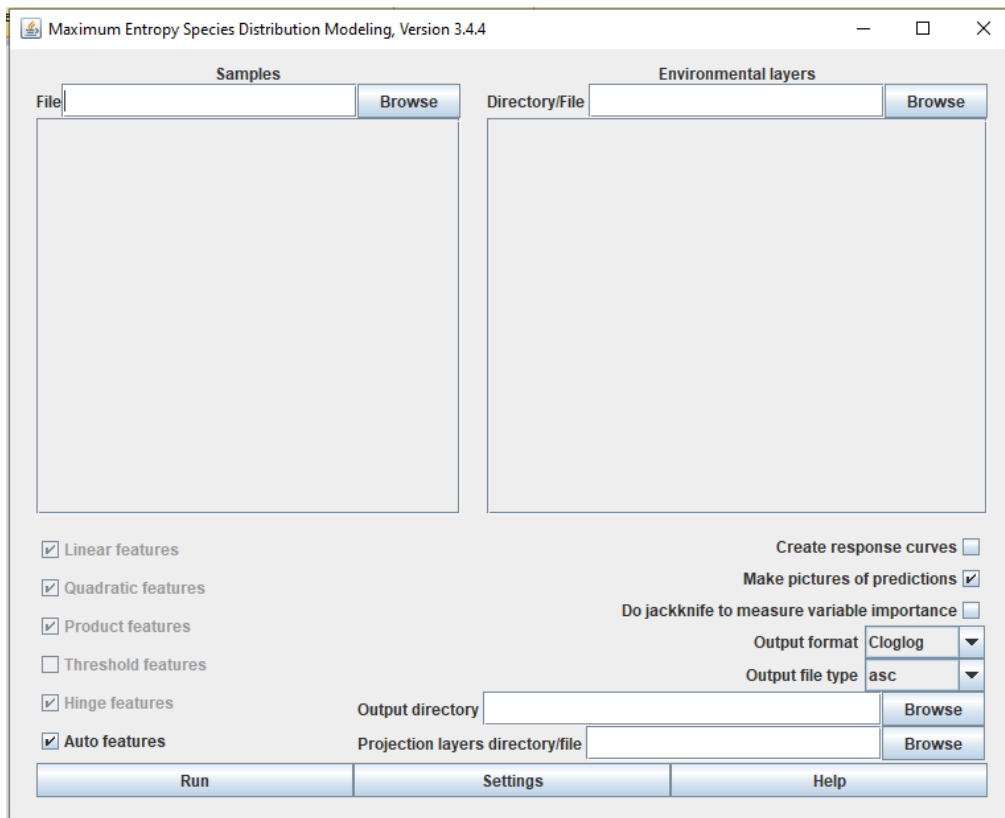 Maximum Entropy Species Distribution Modeling, Version 3.4.4
Samples
Environmental layers
File Browse
Directory/File Browse
Linear features
Quadratic features
Product features
Threshold features
Hinge features
Auto features
Create response curves
Make pictures of predictions
Do jackknife to measure variable importance
Output format Cloglog
Output file type asc
Output directory Browse
Projection layers directory/file Browse
Run Settings Help